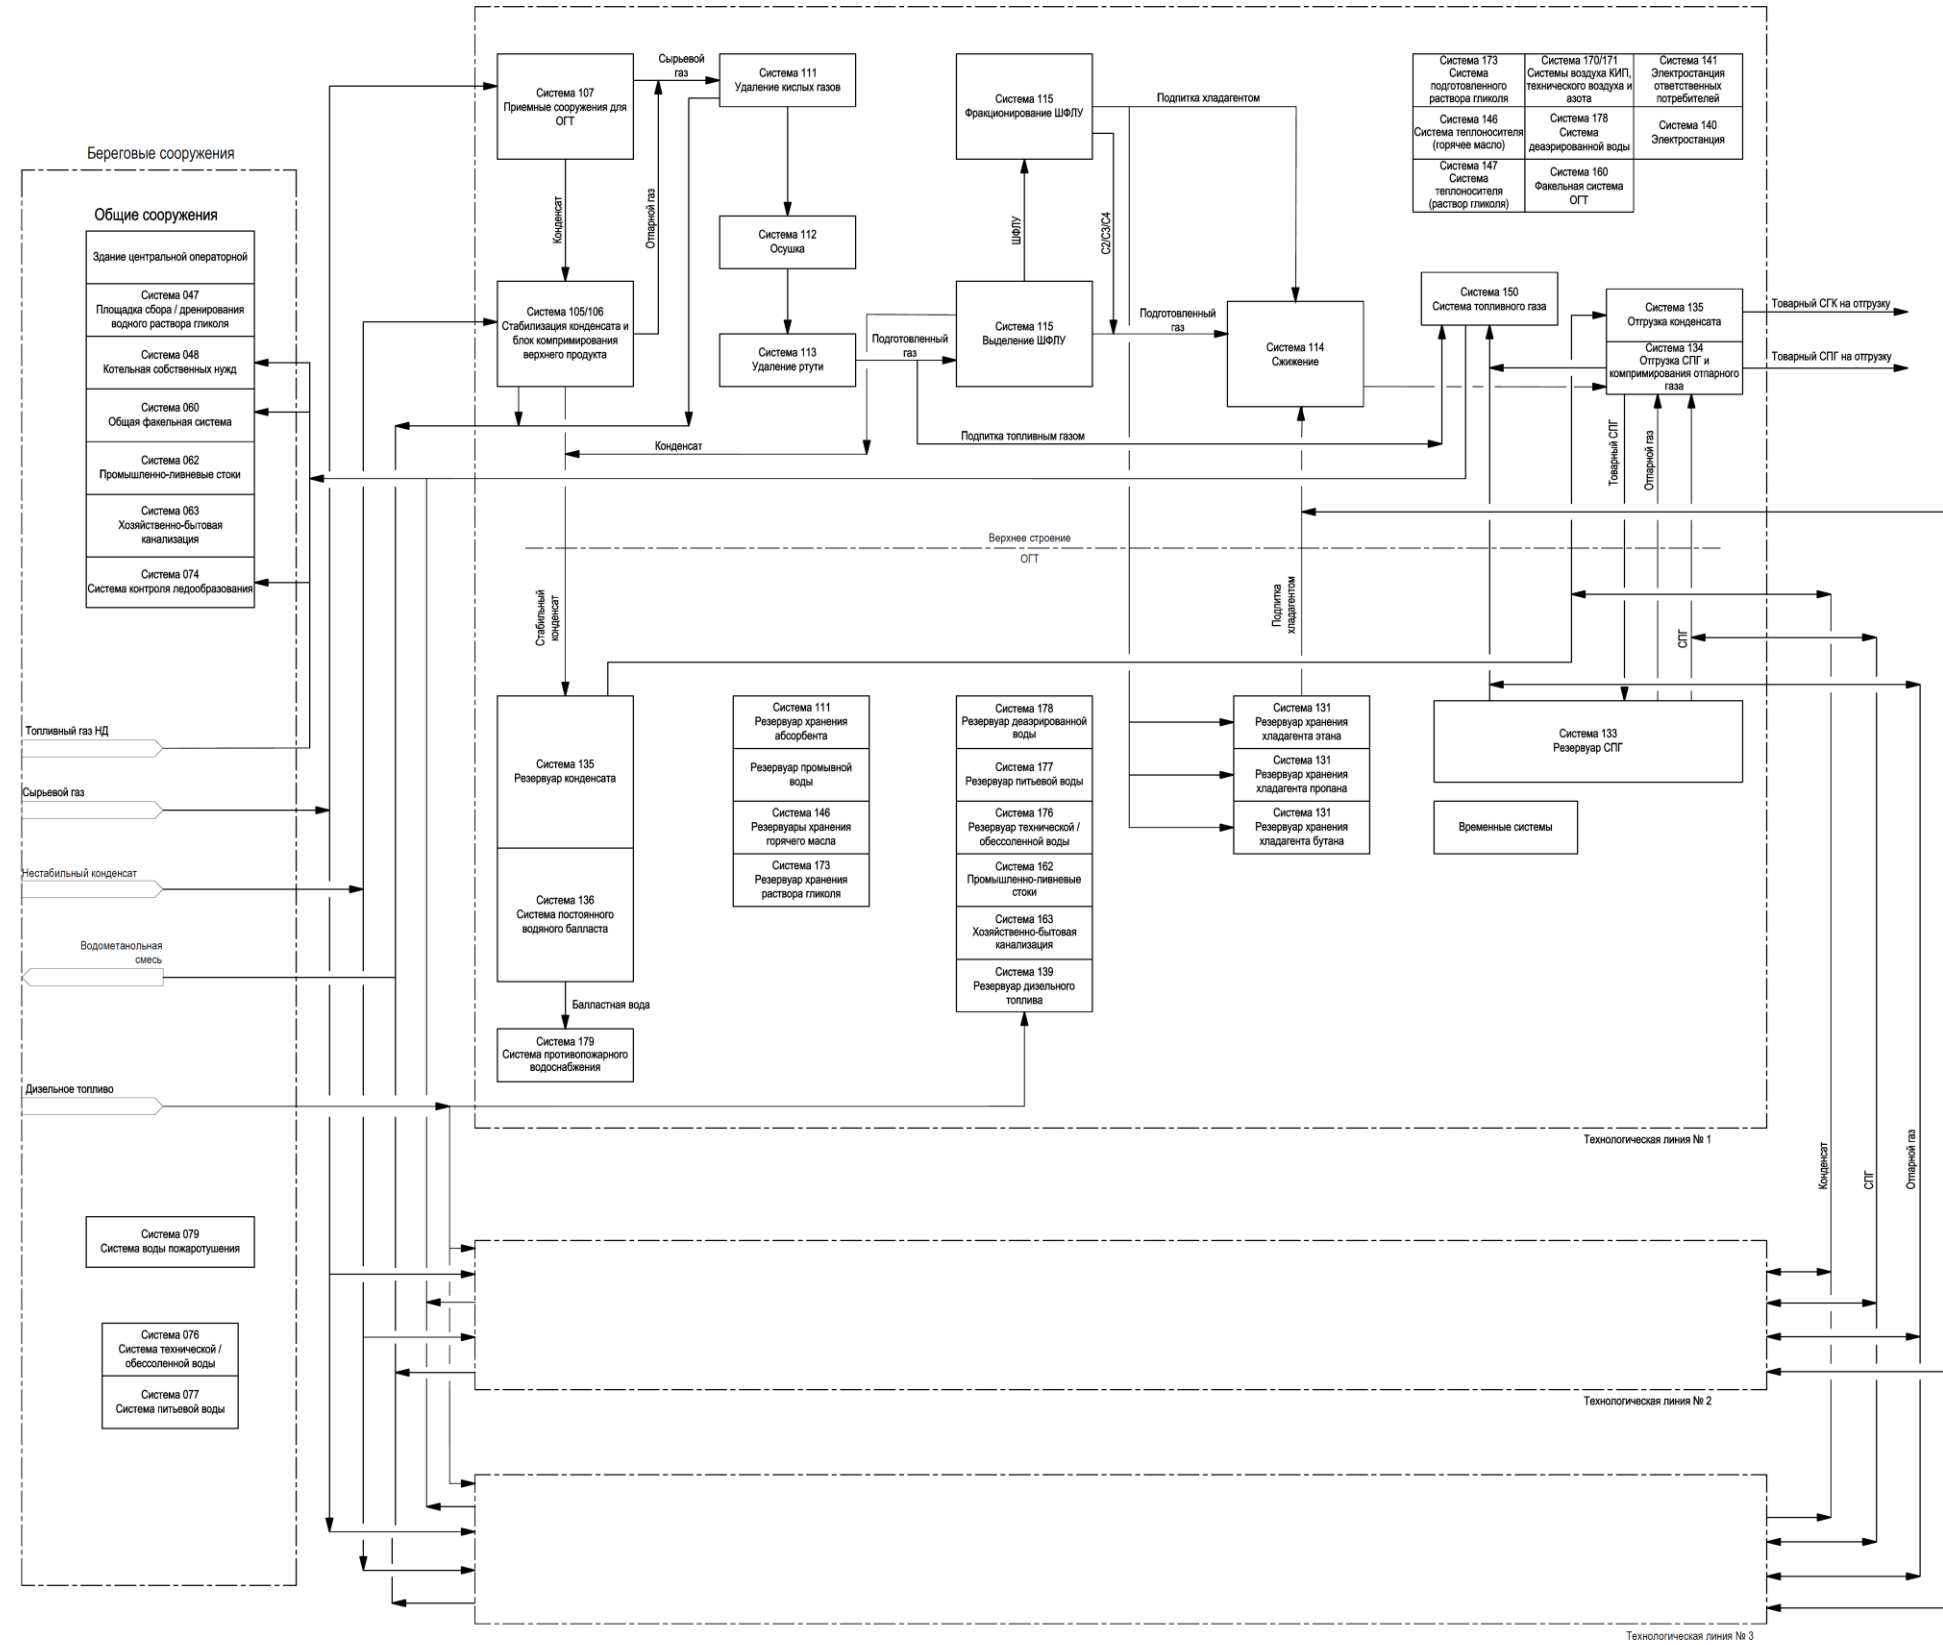 Береговые сооружения
Общие сооружения
Здание центральной операторной
Система 047
Площадка сбора / дренирования
водного раствора гликоля
Система 048
Котельная собственных нужд
Система 060
Общая факельная система
Система 062
Промышленно-ливневые стоки
Система 063
Хозяйственно-бытовая
канализация
Система 074
Система контроля ледообразования
Топливный газ НД
Сырьевой газ
Нестабильный конденсат
Водометанольная
смесь
Дизельное топливо
Система 079
Система воды пожаротушения
Система 076
Система технической /
обессоленной воды
Система 077
Система питьевой воды
Система 107
Приемные сооружения для
ОГТ
Сырьевой
газ
Система 111
Удаление кислых газов
Конденсат
Отпарной газ
Система 112
Осушка
Система 105/106
Стабилизация конденсата и
блок компримирования
верхнего продукта
Система 113
Удаление ртути
Подготовленный
газ
Система 115
Фракционирование ШФЛУ
Подпитка хладагентом
ШФЛУ
С2/С3/С4
Система 115
Выделение ШФЛУ
Подготовленный
газ
Система 114
Сжижение
Система 173
Система
подготовленного
раствора гликоля
Система 170/171
Системы воздуха КИП,
технического воздуха и
азота
Система 141
Электростанция
ответственных
потребителей
Система 146
Система теплоносителя
(горячее масло)
Система 178
Система
деаэрированной воды
Система 140
Электростанция
Система 147
Система
теплоносителя
(раствор гликоля)
Система 160
Факельная система
ОГТ
Система 150
Система топливного газа
Система 135
Отгрузка конденсата
Товарный СГК на отгрузку
Система 134
Отгрузка СПГ и
компримирования отпарного
газа
Товарный СПГ на отгрузку
Конденсат
Подпитка топливным газом
Товарный СПГ
Отпарной газ
Верхнее строение
ОГТ
Стабильный
конденсат
Подпитка
хладагентом
СПГ
Система 135
Резервуар конденсата
Система 136
Система постоянного
водяного балласта
Балластная вода
Система 179
Система противопожарного
водоснабжения
Система 111
Резервуар хранения
абсорбента
Резервуар промывной
воды
Система 146
Резервуары хранения
горячего масла
Система 173
Резервуар хранения
раствора гликоля
Система 178
Резервуар деаэрированной
воды
Система 177
Резервуар питьевой воды
Система 176
Резервуар технической /
обессоленной воды
Система 162
Промышленно-ливневые
стоки
Система 163
Хозяйственно-бытовая
канализация
Система 139
Резервуар дизельного
топлива
Система 131
Резервуар хранения
хладагента этана
Система 131
Резервуар хранения
хладагента пропана
Система 131
Резервуар хранения
хладагента бутана
Система 133
Резервуар СПГ
Временные системы
Технологическая линия № 1
Конденсат
СПГ
Отпарной газ
Технологическая линия № 2
Технологическая линия № 3